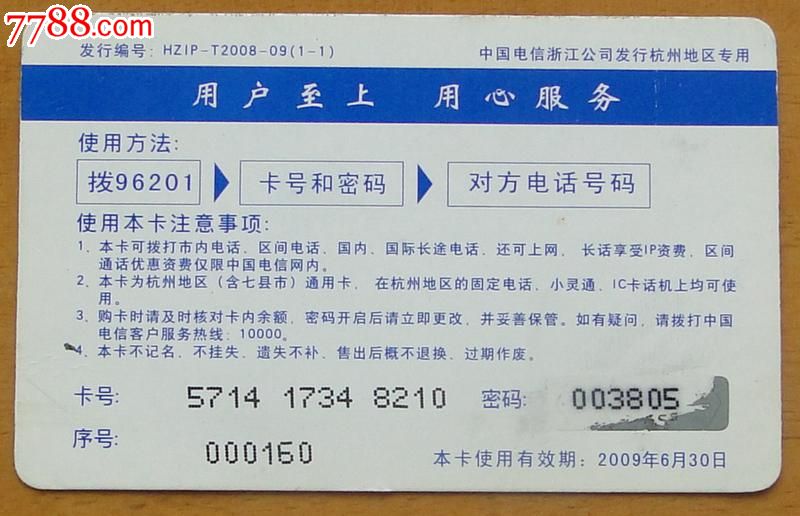 7788.com
发行编号: HZIP-T2008-09(1-1)
中国电信浙江公司发行杭州地区专用
用户至上 用心服务
使用方法:
拨96201 卡号和密码 对方电话号码
使用本卡注意事项:
1、本卡可拨打市内电话、区间电话、国内、国际长途电话、还可上网，长话享受IP资费、区间
通话优惠资费仅限中国电信网内。
2、本卡为杭州地区（含七县市）通用卡，在杭州地区的固定电话、小灵通、IC卡话机上均可使
用。
3、购卡时请及时核对卡内余额，密码开启后请立即更改，并妥善保管。如有疑问，请拨打中国
电信客户服务热线: 10000。
4、本卡不记名、不挂失、遗失不补、售出后概不退换、过期作废。
卡号: 5714 1734 8210 密码: 003805
序号: 000160
本卡使用有效期: 2009年6月30日